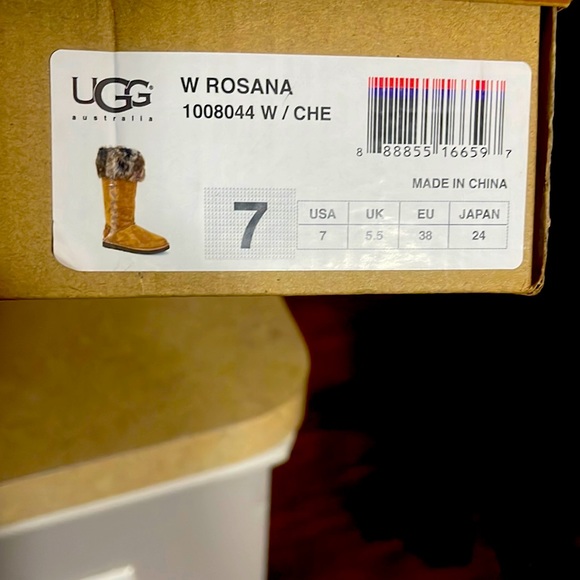 UGG®
australia
W ROSANA
1008044 W / CHE
8 88855 16659 7
MADE IN CHINA
7
USA UK EU JAPAN
7 5.5 38 24